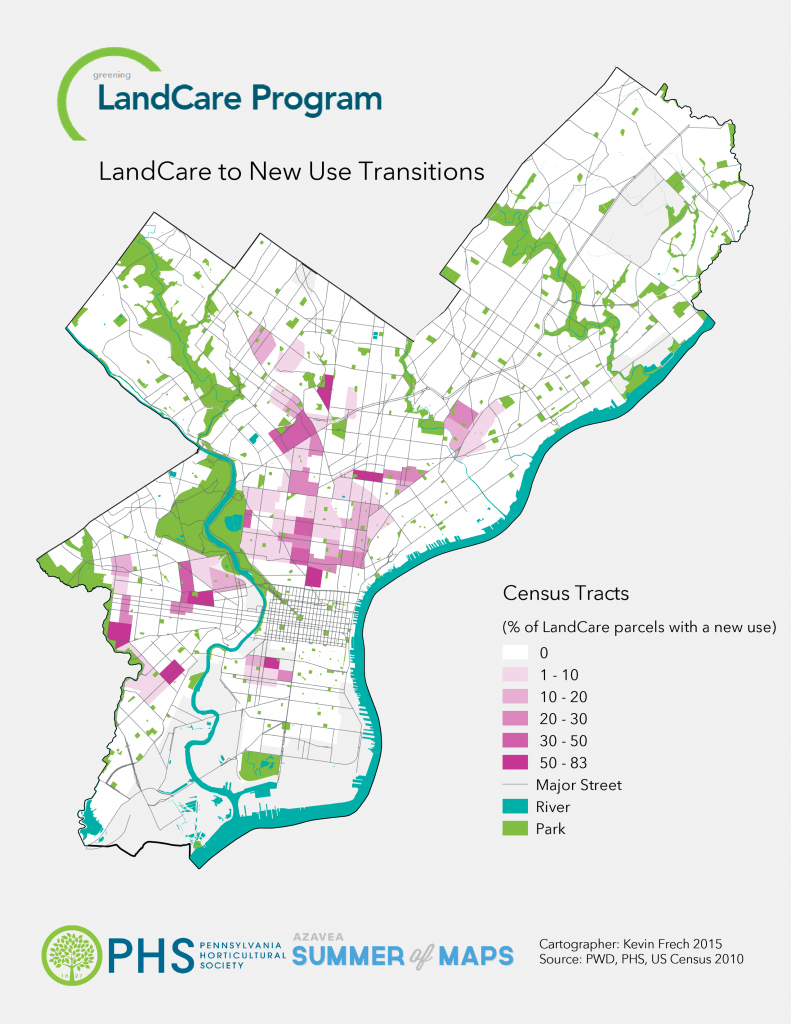 greening
LandCare Program
LandCare to New Use Transitions
Census Tracts
(% of LandCare parcels with a new use)
0
1 - 10
10 - 20
20 - 30
30 - 50
50 - 83
Major Street
River
Park
18 27
PHS
PENNSYLVANIA
HORTICULTURAL
SOCIETY
AZAVEA
SUMMER of MAPS
Cartographer: Kevin Frech 2015
Source: PWD, PHS, US Census 2010